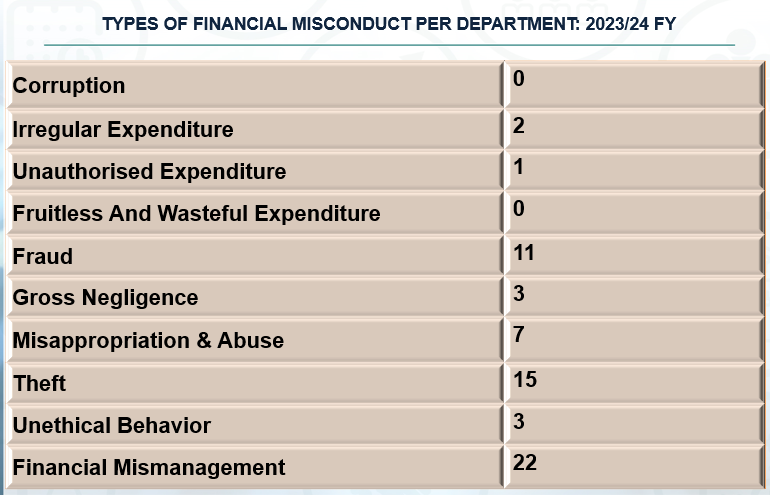 TYPES OF FINANCIAL MISCONDUCT PER DEPARTMENT: 2023/24 FY
Corruption 0
Irregular Expenditure 2
Unauthorised Expenditure 1
Fruitless And Wasteful Expenditure 0
Fraud 11
Gross Negligence 3
Misappropriation & Abuse 7
Theft 15
Unethical Behavior 3
Financial Mismanagement 22